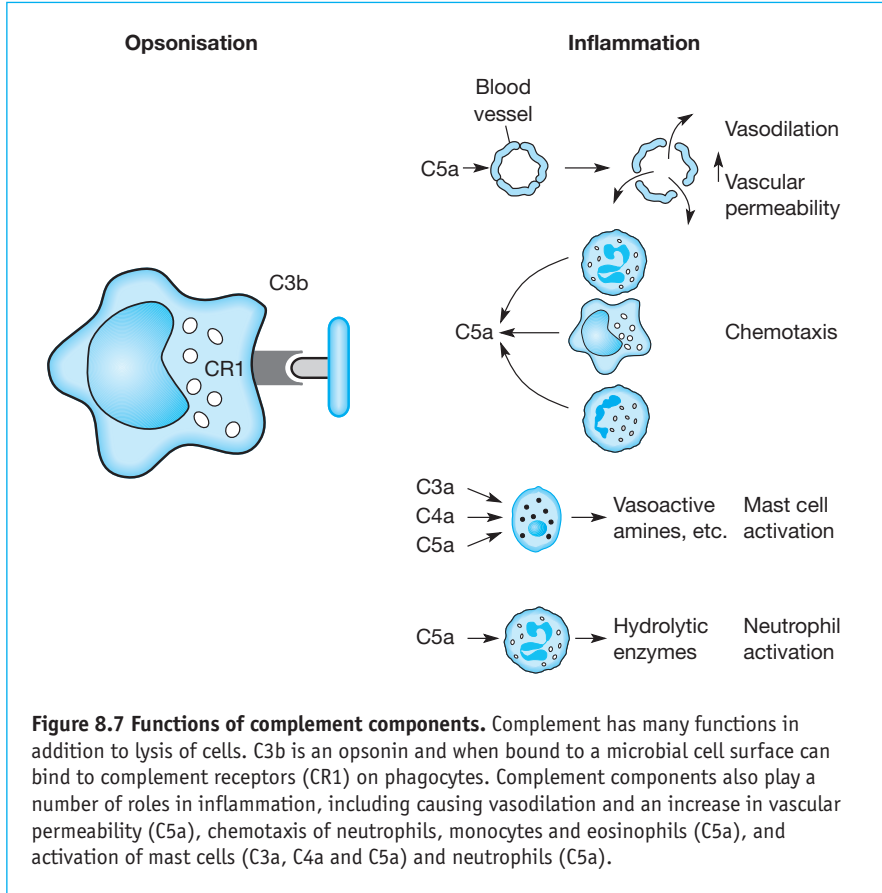 Opsonisation
Inflammation
Blood
vessel
C5a
Vasodilation
Vascular
permeability
C3b
CR1
C5a
Chemotaxis
C3a
C4a
C5a
Vasoactive
amines, etc.
Mast cell
activation
C5a
Hydrolytic
enzymes
Neutrophil
activation
Figure 8.7 Functions of complement components. Complement has many functions in
addition to lysis of cells. C3b is an opsonin and when bound to a microbial cell surface can
bind to complement receptors (CR1) on phagocytes. Complement components also play a
number of roles in inflammation, including causing vasodilation and an increase in vascular
permeability (C5a), chemotaxis of neutrophils, monocytes and eosinophils (C5a), and
activation of mast cells (C3a, C4a and C5a) and neutrophils (C5a).